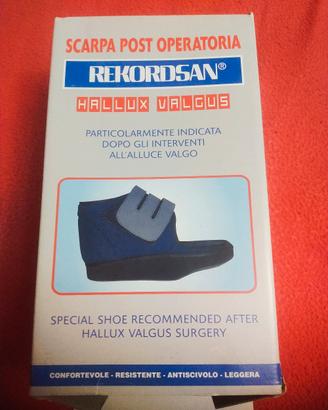 SCARPA POST OPERATORIA
REKORDSAN®
HALLUX VALGUS
PARTICOLARMENTE INDICATA
DOPO GLI INTERVENTI
ALL'ALLUCE VALGO
SPECIAL SHOE RECOMMENDED AFTER
HALLUX VALGUS SURGERY
CONFORTEVOLE - RESISTENTE - ANTISCIVOLO - LEGGERA